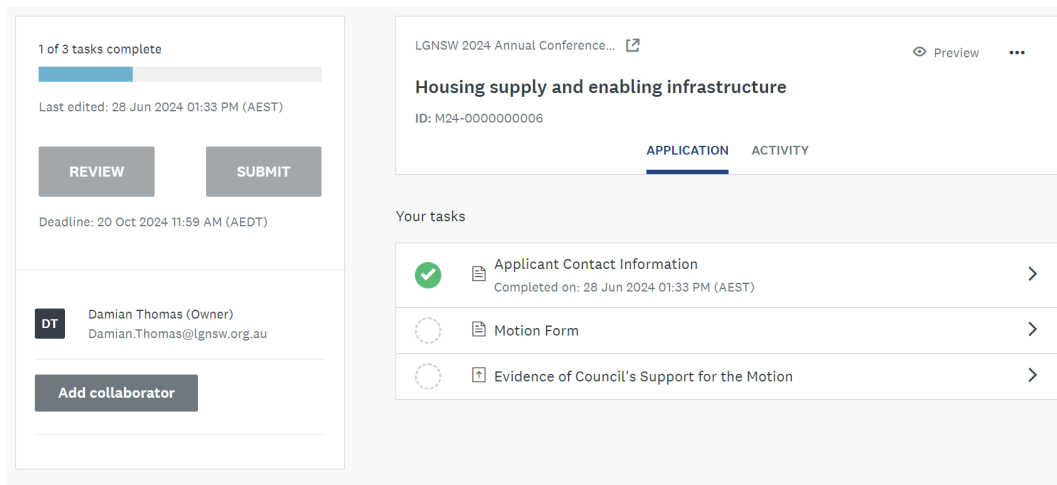 1 of 3 tasks complete
Last edited: 28 Jun 2024 01:33 PM (AEST)
REVIEW
SUBMIT
Deadline: 20 Oct 2024 11:59 AM (AEDT)
DT
Damian Thomas (Owner)
Damian.Thomas@lgnsw.org.au
Add collaborator
LGNSW 2024 Annual Conference...
Preview
Housing supply and enabling infrastructure
ID: M24-0000000006
APPLICATION
ACTIVITY
Your tasks
Applicant Contact Information
Completed on: 28 Jun 2024 01:33 PM (AEST)
Motion Form
Evidence of Council's Support for the Motion